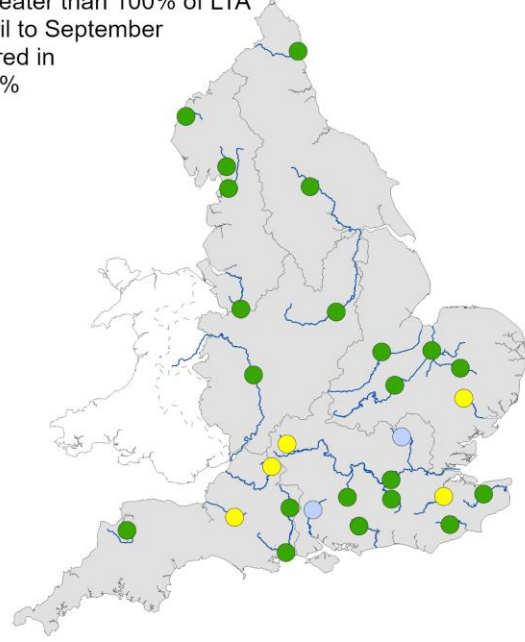 eater than 100% of LTA
il to September
red in
%